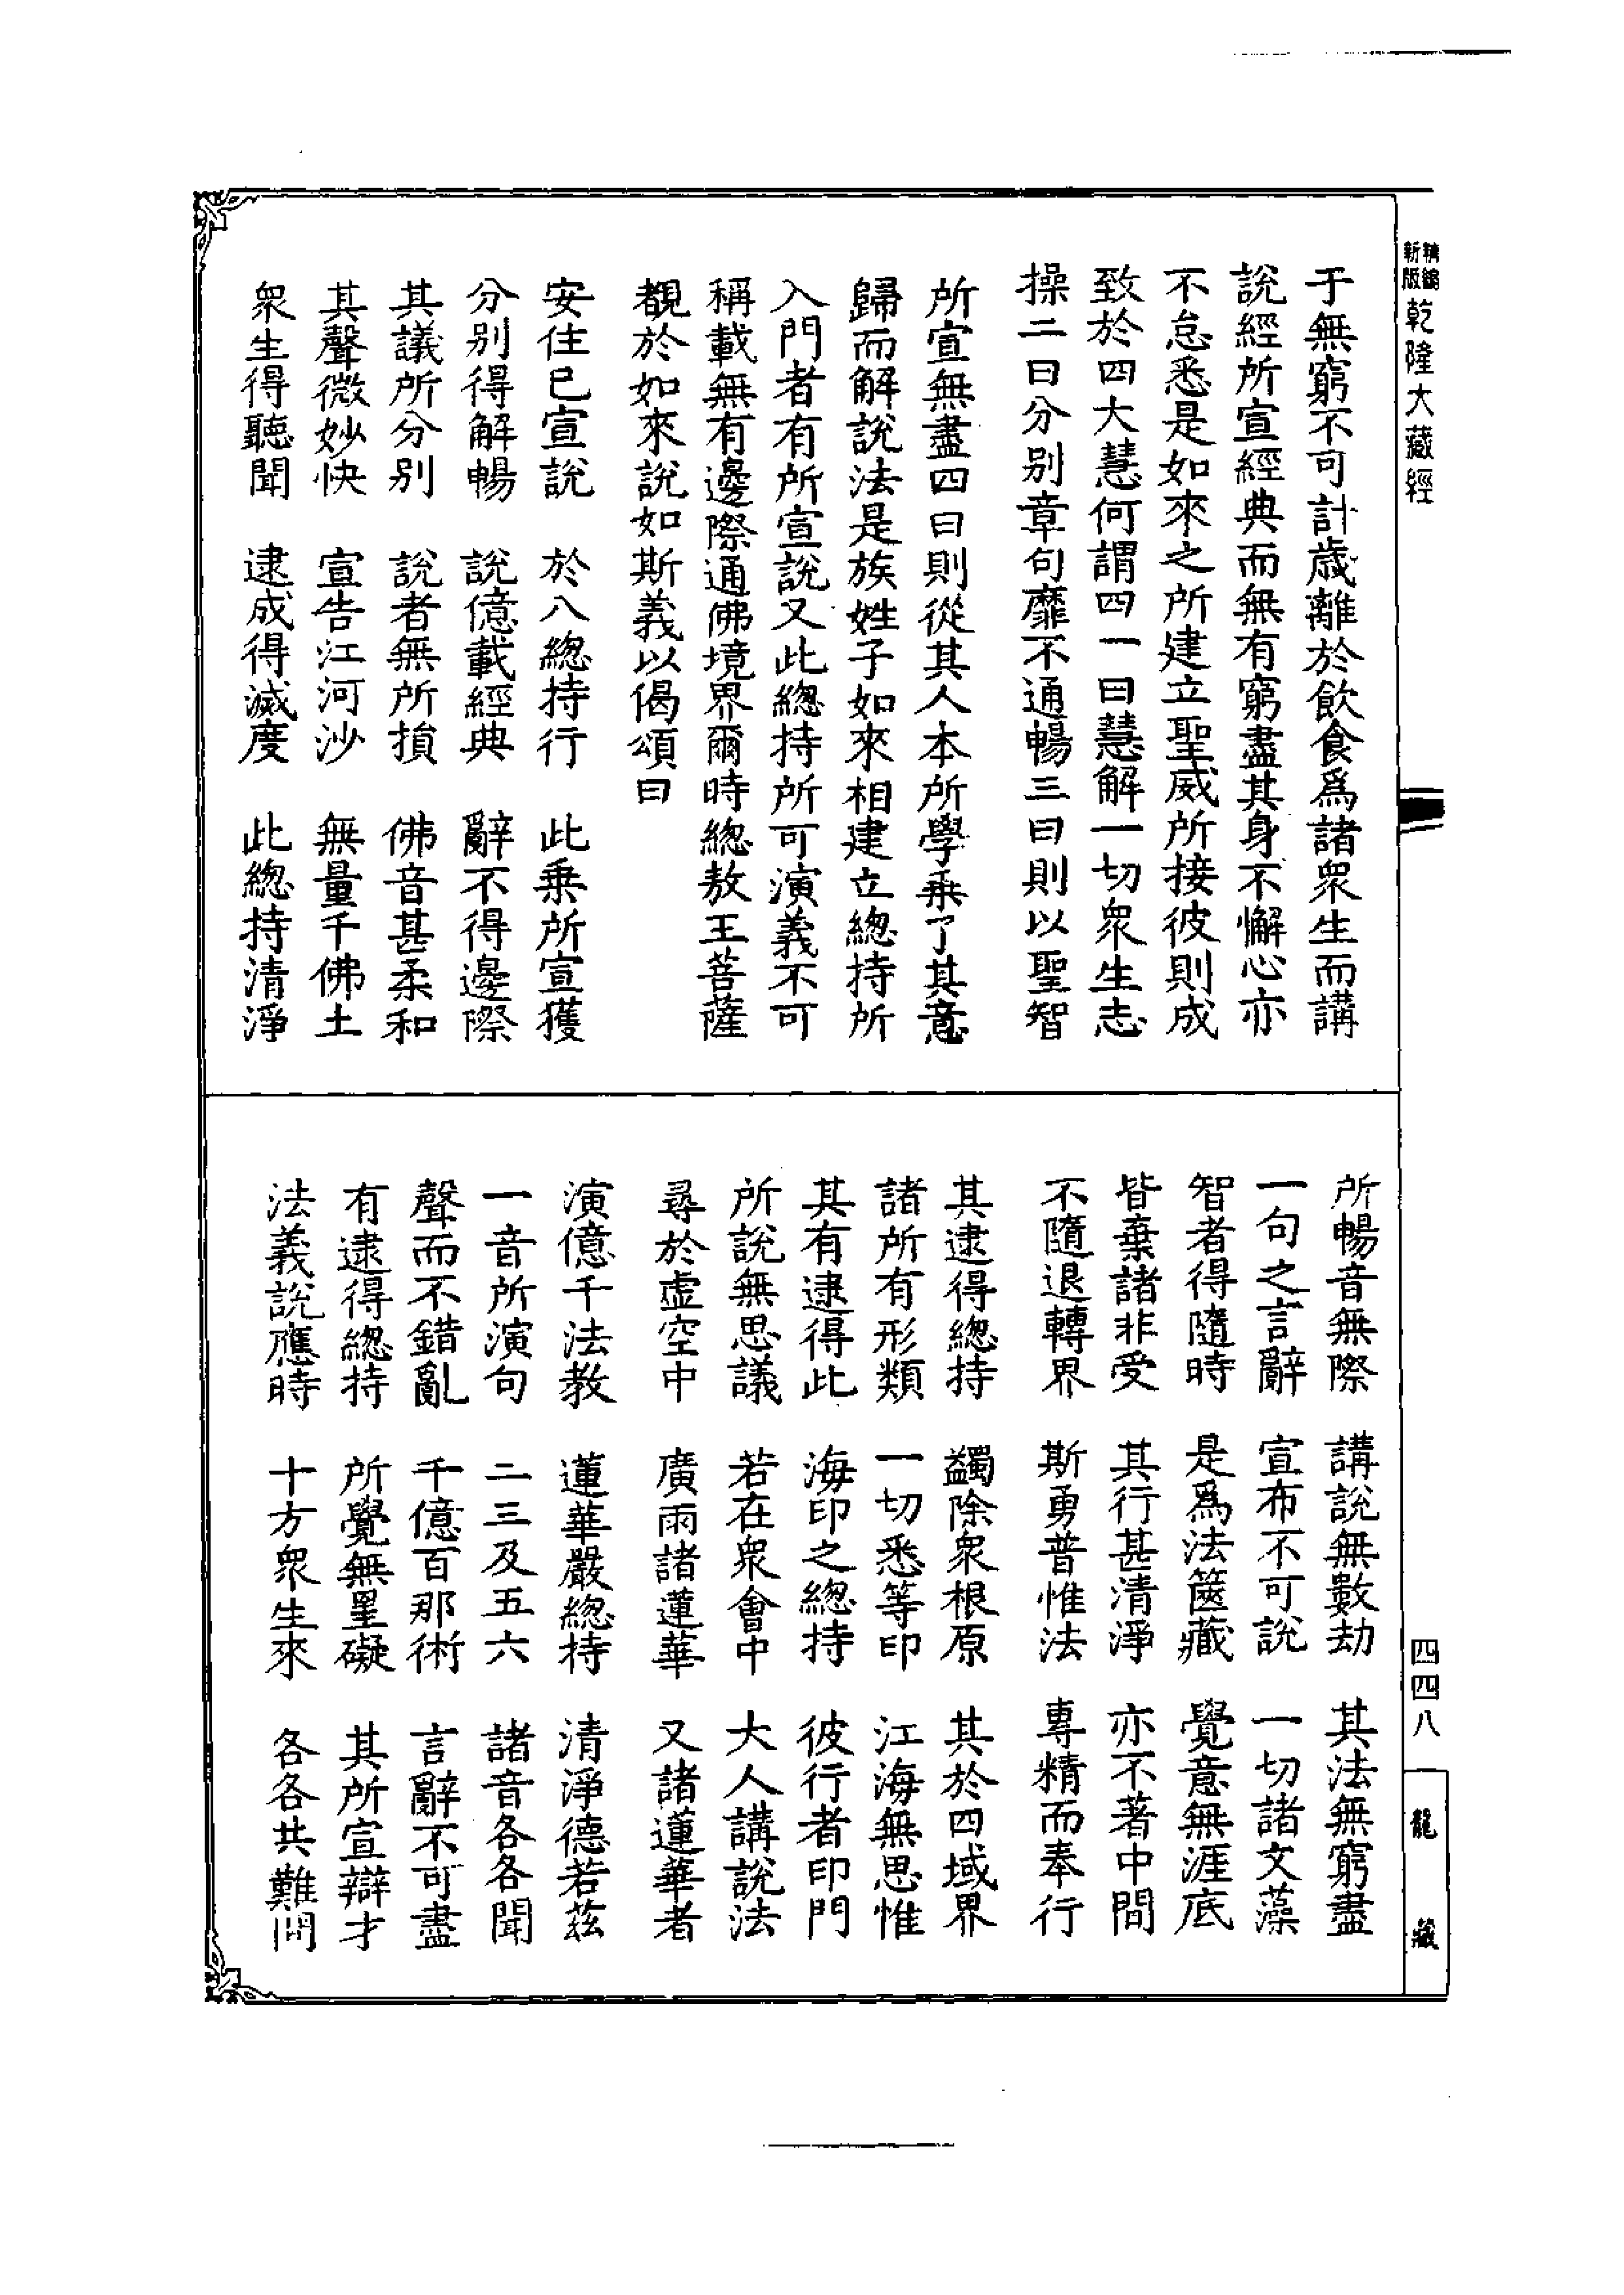 新版精編乾隆大藏經
于無窮不可計歲離於飲食爲諸眾生而講
說經所宣經典而無有窮盡其身不懈心亦
不怠悉是如來之所建立聖威所接彼則成
致於四大慧何謂四一曰慧解一切眾生志
操二曰分別章句靡不通暢三曰則以聖智
所宣無盡四曰則從其人本所學乘了其意
歸而解說法是族姓子如來相建立總持所
入門者有所宣說又此總持所可演義不可
稱載無有邊際通佛境界爾時總敖王菩薩
覩於如來說如斯義以偈頌曰
安住已宣說　於八總持行　此乘所宣獲
分別得解暢　說億載經典　辭不得邊際
其議所分別　說者無所損　佛音甚柔和
其聲微妙快　宣告江河沙　無量千佛土
眾生得聽聞　逮成得滅度　此總持清淨
所暢音無際　講說無數劫　其法無窮盡
一句之言辭　宣布不可說　一切諸文藻
智者得隨時　是爲法篋藏　覺意無涯底
皆棄諸非受　其行甚清淨　亦不著中間
不隨退轉界　斯勇普惟法　專精而奉行
其逮得總持　蠲除眾根原　其於四域界
諸所有形類　一切悉等印　江海無思惟
其有逮得此　海印之總持　彼行者印門
所說無思議　若在眾會中　大人講說法
尋於虛空中　廣雨諸蓮華　又諸蓮華者
演億千法教　蓮華嚴總持　清淨德若茲
一音所演句　二三及五六　諸音各各聞
聲而不錯亂　千億百那術　言辭不可盡
有逮得總持　所覺無罣礙　其所宣辯才
法義說應時　十方眾生來　各各共難問
四四八
龍藏